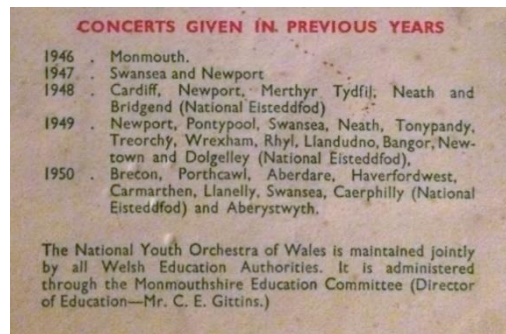 CONCERTS GIVEN IN PREVIOUS YEARS
1946 . Monmouth.
1947 . Swansea and Newport
1948 . Cardiff, Newport, Merthyr Tydfil, Neath and
Bridgend (National Eisteddfod)
1949 . Newport, Pontypool, Swansea, Neath, Tonypandy,
Treorchy, Wrexham, Rhyl, Llandudno, Bangor, New-
town and Dolgelley (National Eisteddfod),
1950 . Brecon, Porthcawl, Aberdare, Haverfordwest,
Carmarthen, Llanelly, Swansea, Caerphilly (National
Eisteddfod) and Aberystwyth.
The National Youth Orchestra of Wales is maintained jointly
by all Welsh Education Authorities. It is administered
through the Monmouthshire Education Committee (Director
of Education—Mr. C. E. Gittins.)